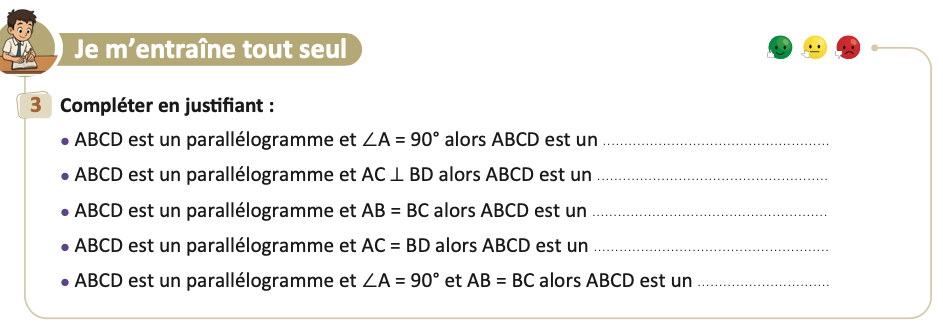 Je m'entraîne tout seul
3 Compléter en justifiant :
• ABCD est un parallélogramme et ∠A = 90° alors ABCD est un ................................................
• ABCD est un parallélogramme et AC ⊥ BD alors ABCD est un ................................................
• ABCD est un parallélogramme et AB = BC alors ABCD est un ................................................
• ABCD est un parallélogramme et AC = BD alors ABCD est un ................................................
• ABCD est un parallélogramme et ∠A = 90° et AB = BC alors ABCD est un ...........................